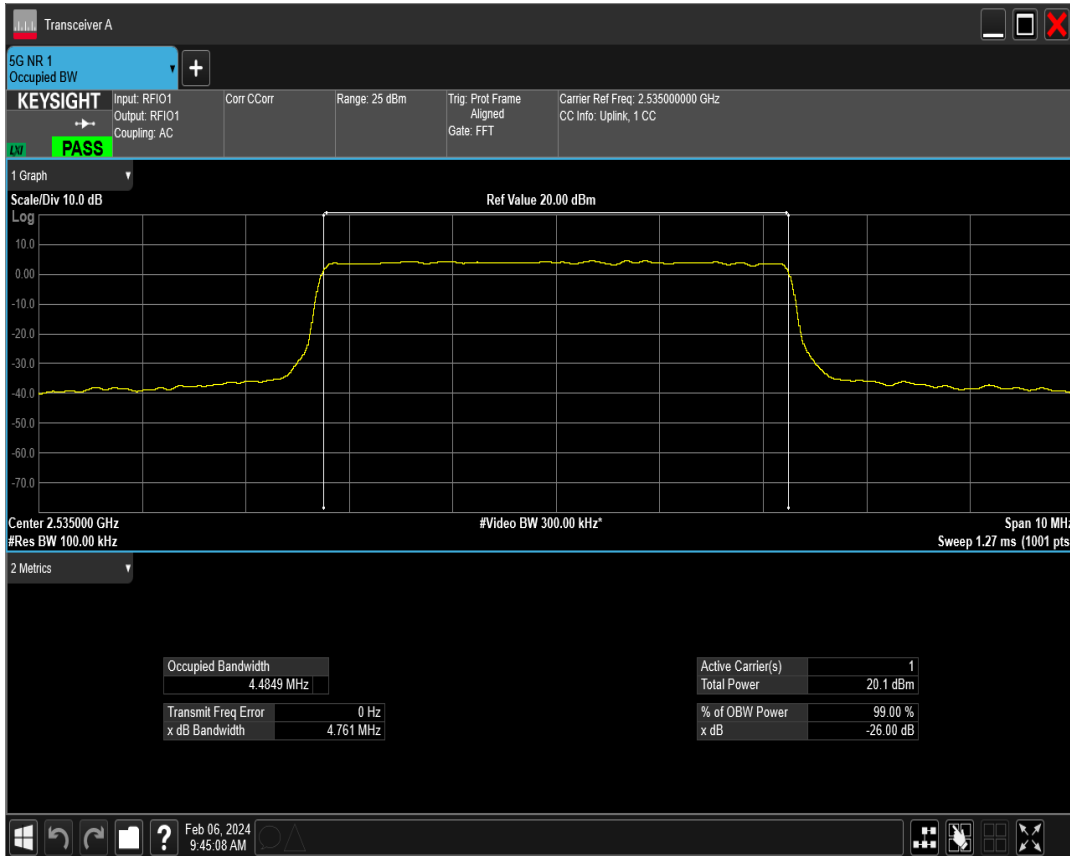 Transceiver A
5G NR 1
Occupied BW
KEYSIGHT
LXI
PASS
Input: RFIO1
Output: RFIO1
Coupling: AC
Corr CCorr
Range: 25 dBm
Trig: Prot Frame
Aligned
Gate: FFT
Carrier Ref Freq: 2.535000000 GHz
CC Info: Uplink, 1 CC
1 Graph
Scale/Div 10.0 dB
Ref Value 20.00 dBm
Log
10.0
0.00
-10.0
-20.0
-30.0
-40.0
-50.0
-60.0
-70.0
Center 2.535000 GHz
#Video BW 300.00 kHz*
Span 10 MHz
#Res BW 100.00 kHz
Sweep 1.27 ms (1001 pts
2 Metrics
Occupied Bandwidth
4.4849 MHz
Transmit Freq Error 0 Hz
x dB Bandwidth 4.761 MHz
Active Carrier(s) 1
Total Power 20.1 dBm
% of OBW Power 99.00 %
x dB -26.00 dB
?
Feb 06, 2024
9:45:08 AM